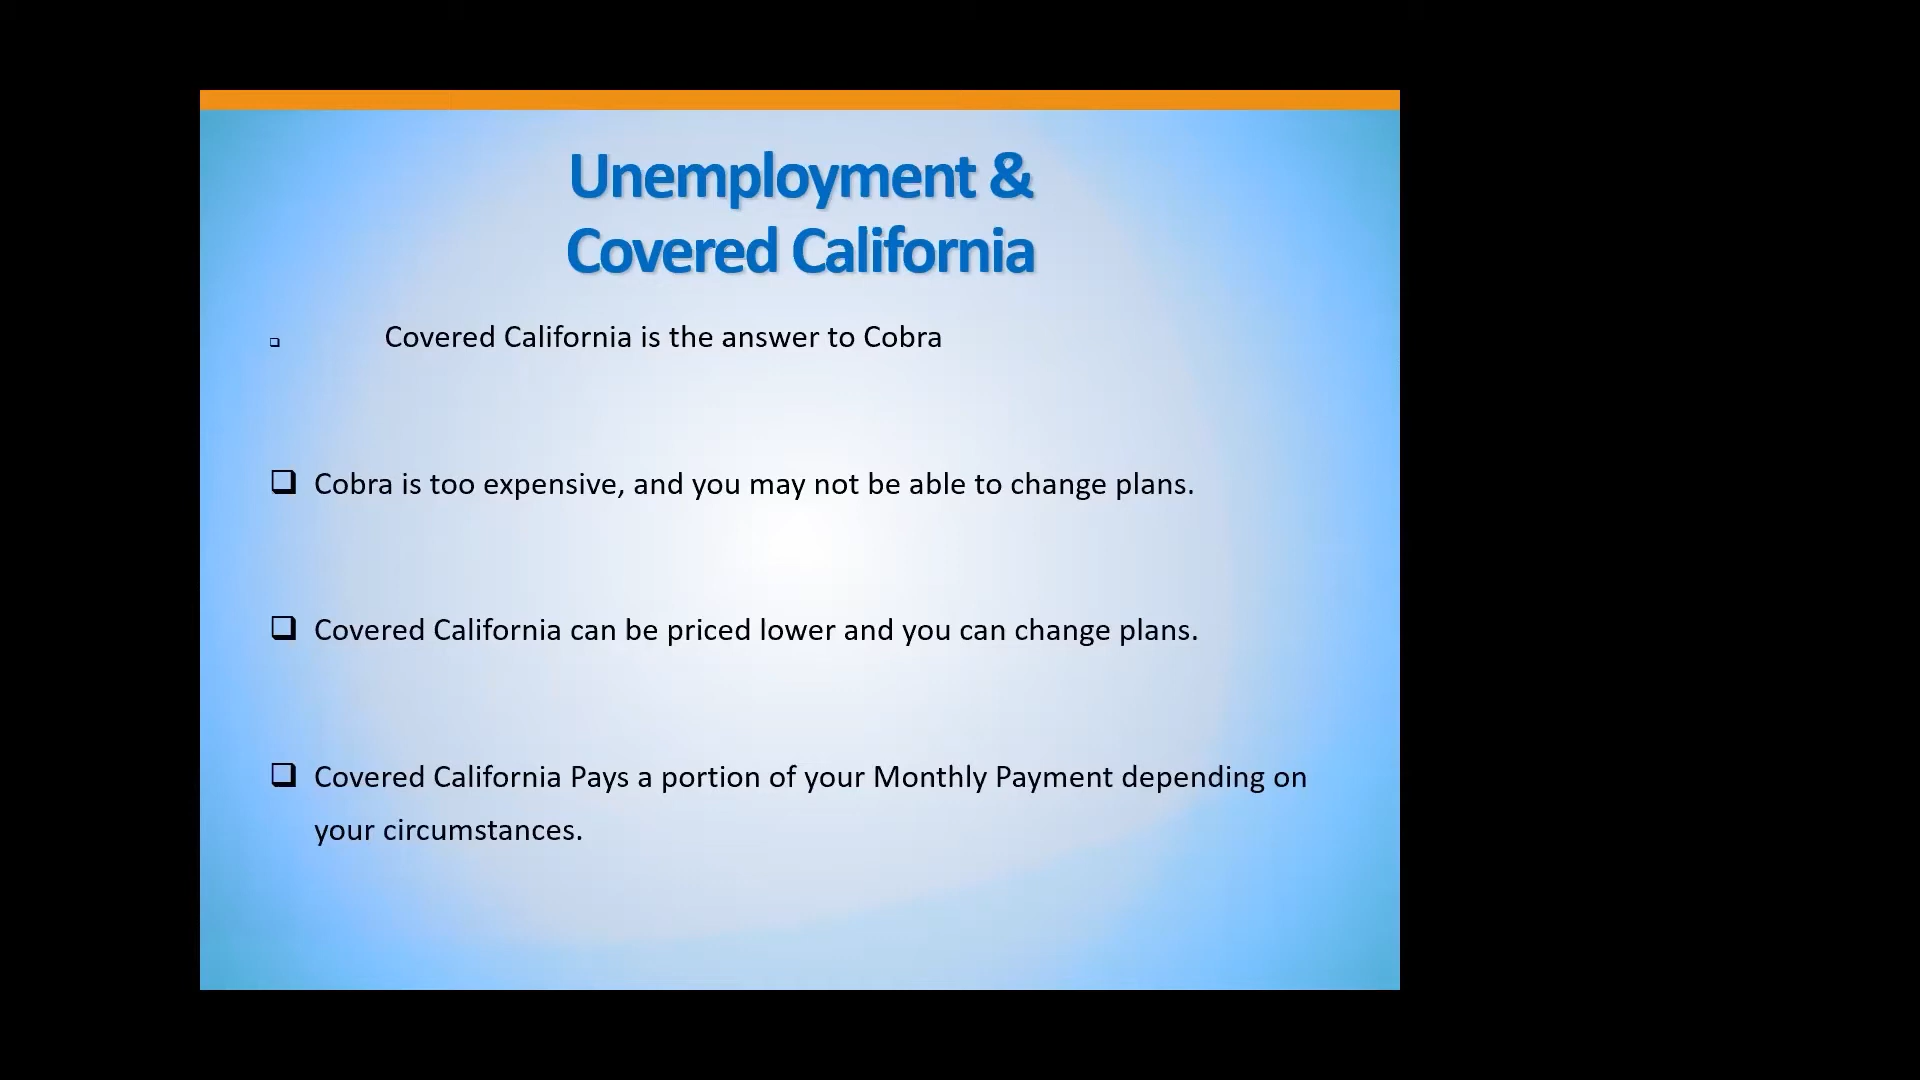 Unemployment &
Covered California
Covered California is the answer to Cobra
Cobra is too expensive, and you may not be able to change plans.
Covered California can be priced lower and you can change plans.
Covered California Pays a portion of your Monthly Payment depending on
your circumstances.